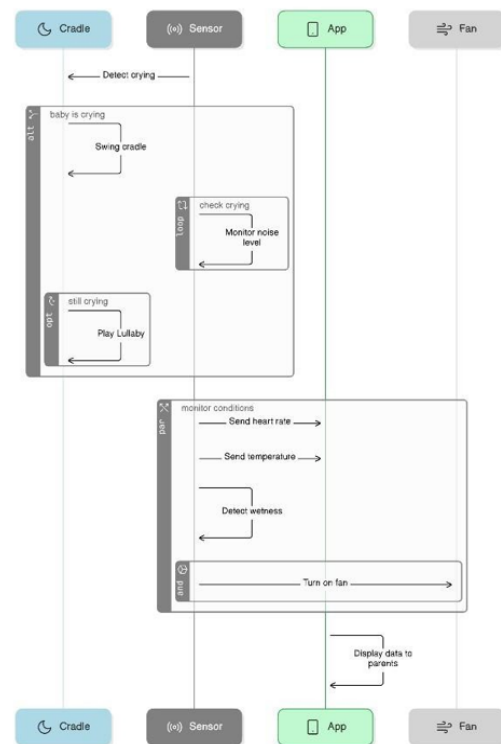 Cradle
((o)) Sensor
App
Fan
Detect crying
alt
baby is crying
Swing cradle
loop
check crying
Monitor noise
level
opt
still crying
Play Lullaby
par
monitor conditions
Send heart rate
Send temperature
Detect wetness
and
Turn on fan
Display data to
parents
Cradle
((o)) Sensor
App
Fan